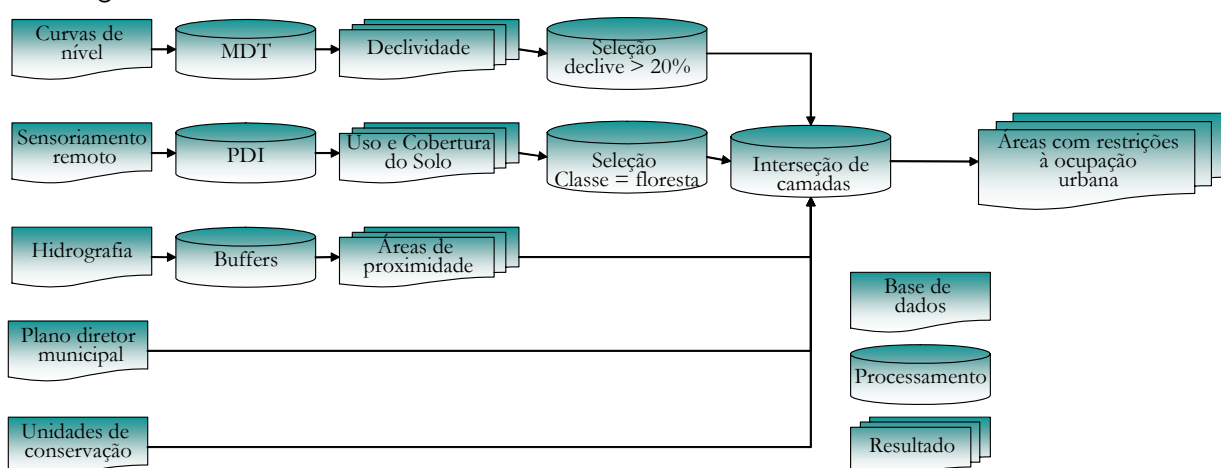 Curvas de
nível
MDT
Declividade
Seleção
declive > 20%
Sensoriamento
remoto
PDI
Uso e Cobertura
do Solo
Seleção
Classe = floresta
Interseção de
camadas
Áreas com restrições
à ocupação
urbana
Hidrografia
Buffers
Áreas de
proximidade
Plano diretor
municipal
Unidades de
conservação
Base de
dados
Processamento
Resultado